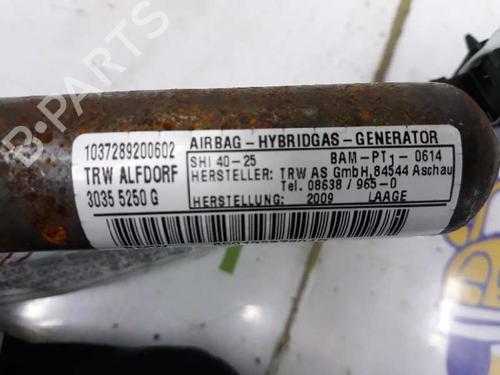 1037289200602
TRW ALFDORF
3035 5250 G
AIRBAG - HYBRIDGAS - GENERATOR
SHI 40-25 BAM-PT1-0614
HERSTELLER: TRW AS GmbH,84544 Aschau
Tel. 08638 / 965-0
HERSTELLUNG: 2009 LAAGE